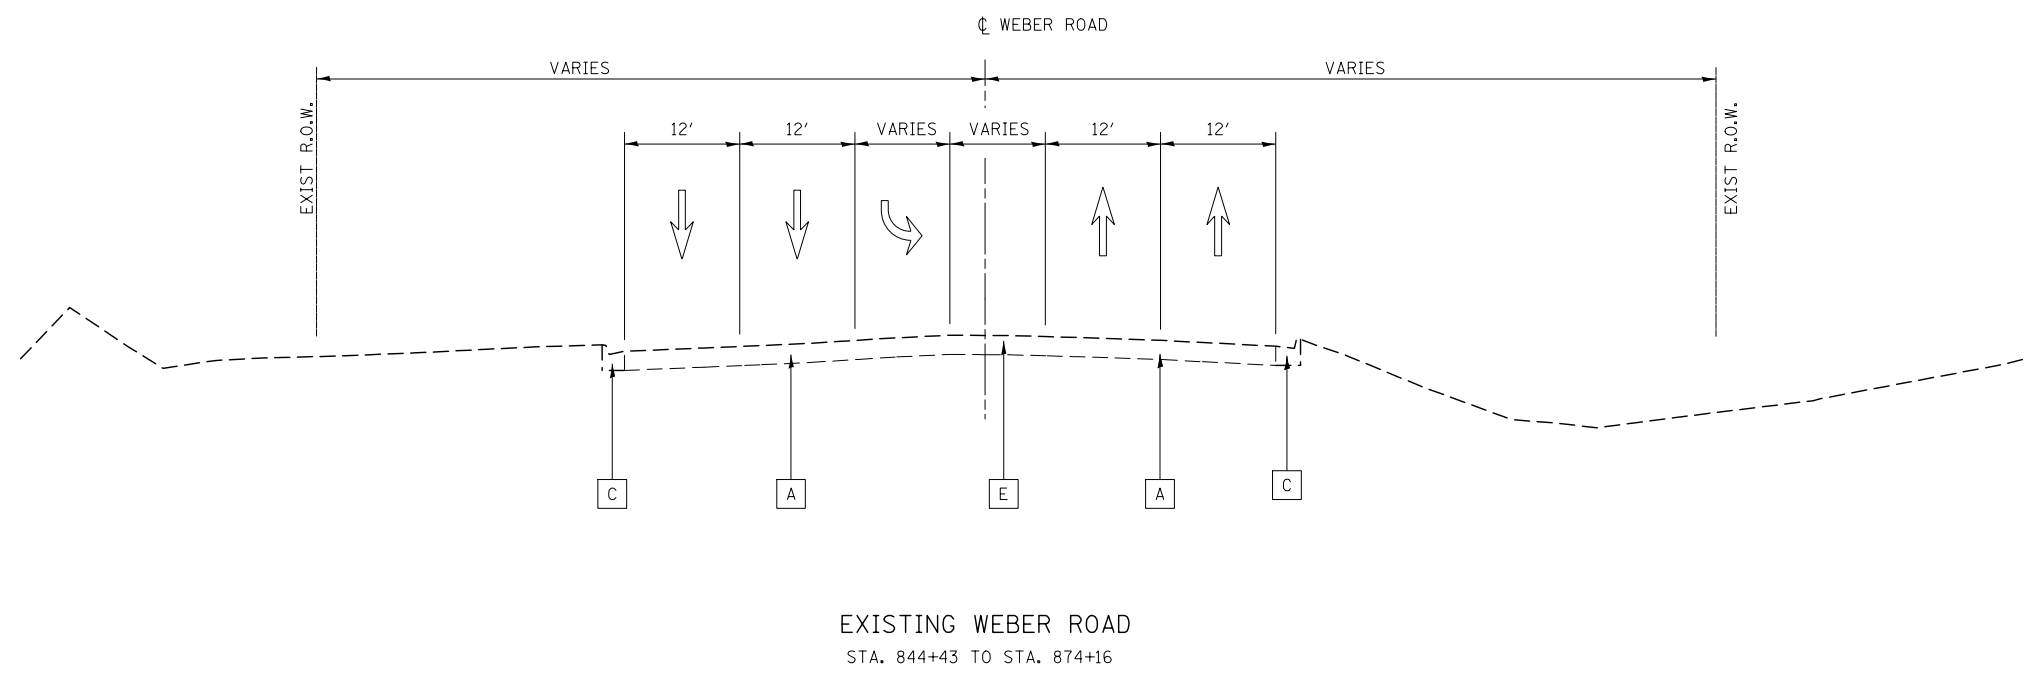 ℄ WEBER ROAD
VARIES VARIES
EXIST R.O.W.
EXIST R.O.W.
12' 12' VARIES VARIES 12' 12'
C A E A C
EXISTING WEBER ROAD
STA. 844+43 TO STA. 874+16